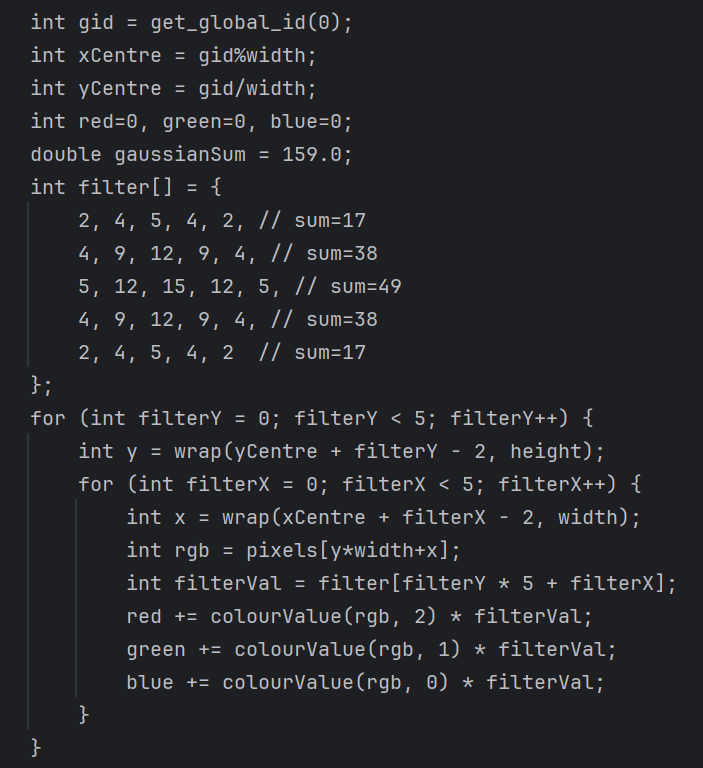 int gid = get_global_id(0);
int xCentre = gid%width;
int yCentre = gid/width;
int red=0, green=0, blue=0;
double gaussianSum = 159.0;
int filter[] = {
    2, 4, 5, 4, 2, // sum=17
    4, 9, 12, 9, 4, // sum=38
    5, 12, 15, 12, 5, // sum=49
    4, 9, 12, 9, 4, // sum=38
    2, 4, 5, 4, 2  // sum=17
};
for (int filterY = 0; filterY < 5; filterY++) {
    int y = wrap(yCentre + filterY - 2, height);
    for (int filterX = 0; filterX < 5; filterX++) {
        int x = wrap(xCentre + filterX - 2, width);
        int rgb = pixels[y*width+x];
        int filterVal = filter[filterY * 5 + filterX];
        red += colourValue(rgb, 2) * filterVal;
        green += colourValue(rgb, 1) * filterVal;
        blue += colourValue(rgb, 0) * filterVal;
    }
}